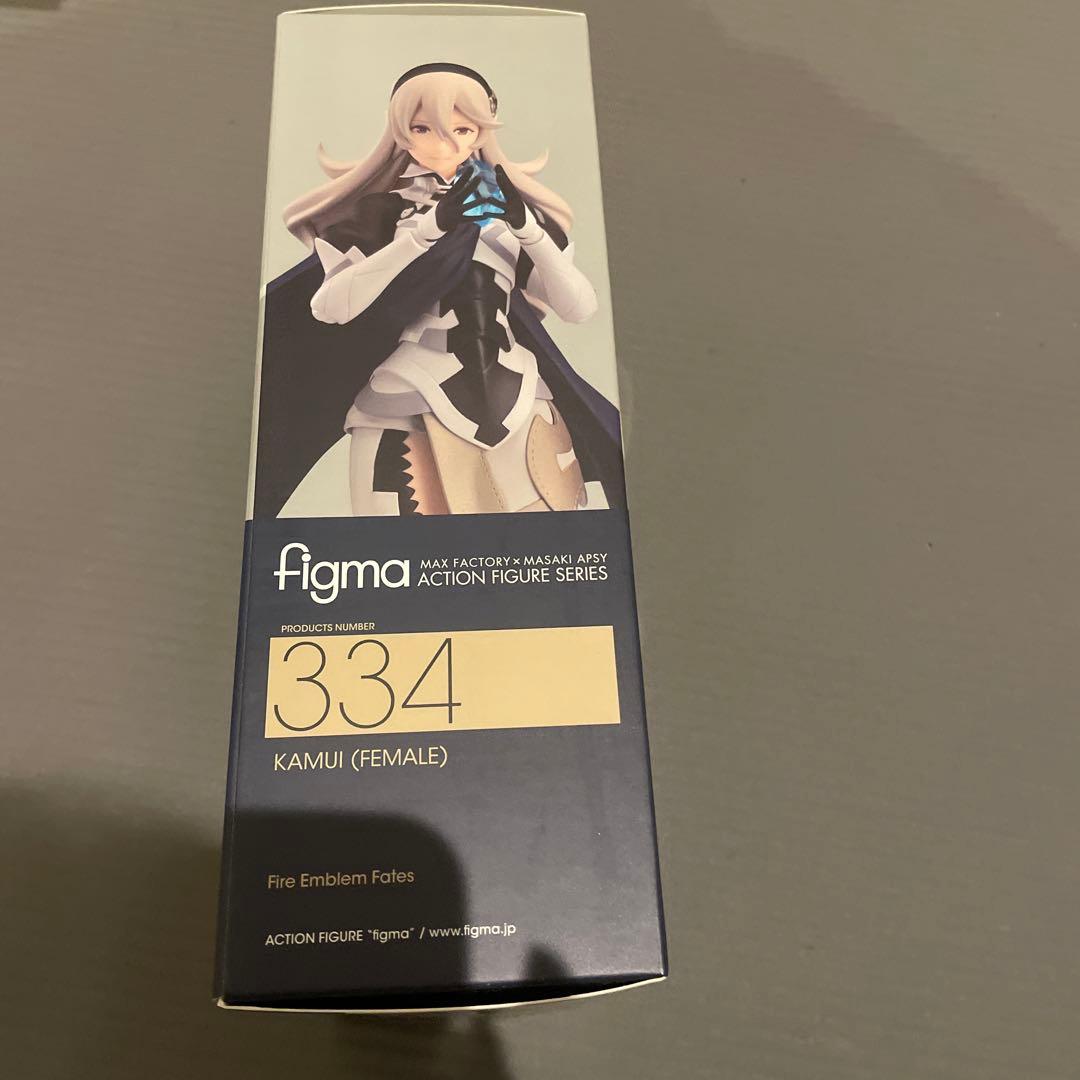 figma
MAX FACTORY × MASAKI APSY
ACTION FIGURE SERIES
PRODUCTS NUMBER
334
KAMUI (FEMALE)
Fire Emblem Fates
ACTION FIGURE "figma" / www.figma.jp